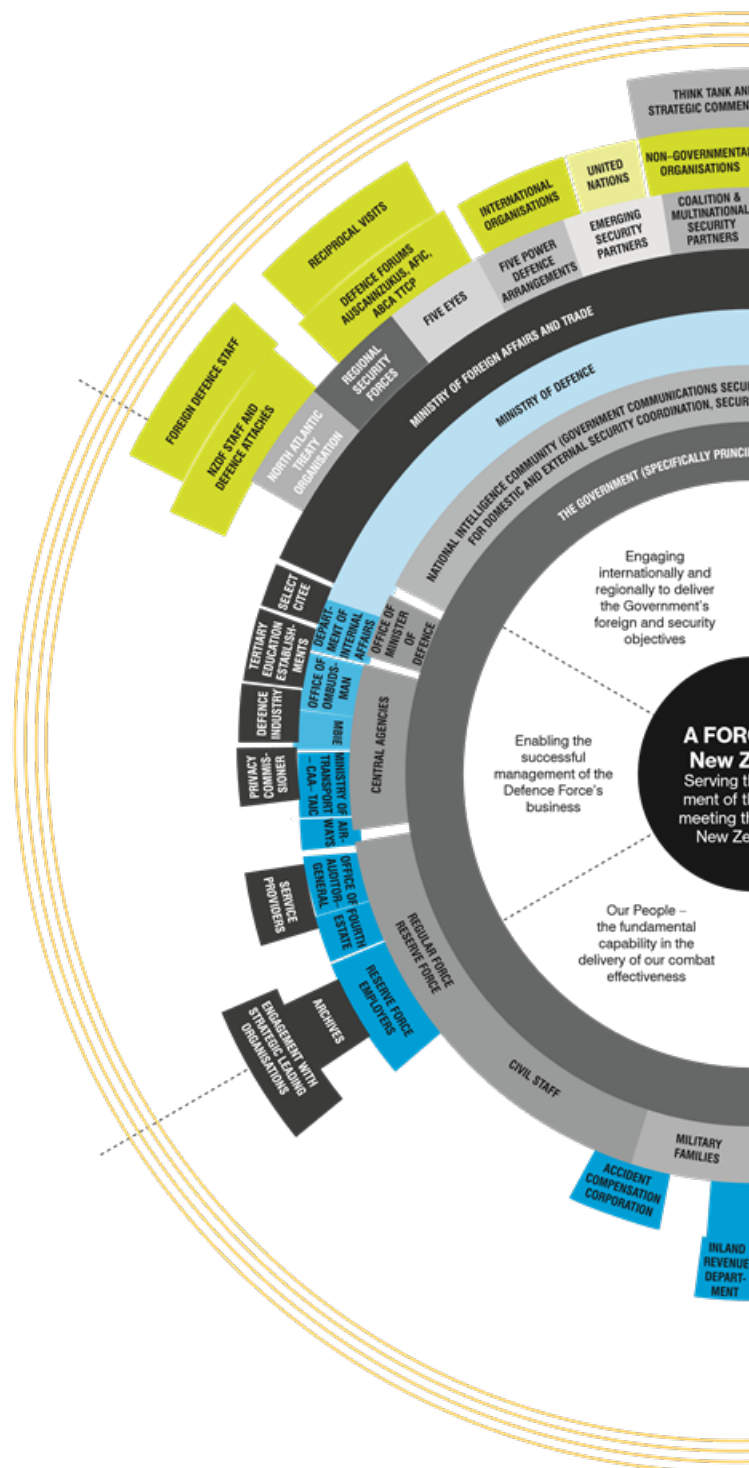 THINK TANK AN
STRATEGIC COMMEN
NON-GOVERNMENTAL
ORGANISATIONS
UNITED
NATIONS
INTERNATIONAL
ORGANISATIONS
COALITION &
MULTINATIONAL
SECURITY
PARTNERS
EMERGING
SECURITY
PARTNERS
FIVE POWER
DEFENCE
ARRANGEMENTS
RECIPROCAL VISITS
DEFENCE FORUMS
AUSCANNZUKUS, AFIC,
ABCA TTCP
FIVE EYES
REGIONAL
SECURITY
FORCES
FOREIGN DEFENCE STAFF
NZDF STAFF AND
DEFENCE ATTACHÉS
NORTH ATLANTIC
TREATY
ORGANISATION
MINISTRY OF FOREIGN AFFAIRS AND TRADE
MINISTRY OF DEFENCE
NATIONAL INTELLIGENCE COMMUNITY (GOVERNMENT COMMUNICATIONS SECU
FOR DOMESTIC AND EXTERNAL SECURITY COORDINATION, SECUR
THE GOVERNMENT (SPECIFICALLY PRINCI
Engaging
internationally and
regionally to deliver
the Government's
foreign and security
objectives
SELECT
CITEE
DEPART-
MENT OF
INTERNAL
AFFAIRS
OFFICE OF
MINISTER
OF
DEFENCE
TERTIARY
EDUCATION
ESTABLISH-
MENTS
OFFICE OF
OMBUDS-
MAN
DEFENCE
INDUSTRY
MBIE
CENTRAL AGENCIES
PRIVACY
COMMIS-
SIONER
MINISTRY OF
TRANSPORT
– CAA– TAIC
AIR-
WAYS
Enabling the
successful
management of the
Defence Force's
business
A FOR
New Z
Serving th
ment of th
meeting th
New Ze
SERVICE
PROVIDERS
OFFICE OF
AUDITOR-
GENERAL
FOURTH
ESTATE
REGULAR FORCE
RESERVE FORCE
RESERVE FORCE
EMPLOYERS
Our People –
the fundamental
capability in the
delivery of our combat
effectiveness
ARCHIVES
ENGAGEMENT WITH
STRATEGIC LEADING
ORGANISATIONS
CIVIL STAFF
MILITARY
FAMILIES
ACCIDENT
COMPENSATION
CORPORATION
INLAND
REVENUE
DEPART-
MENT